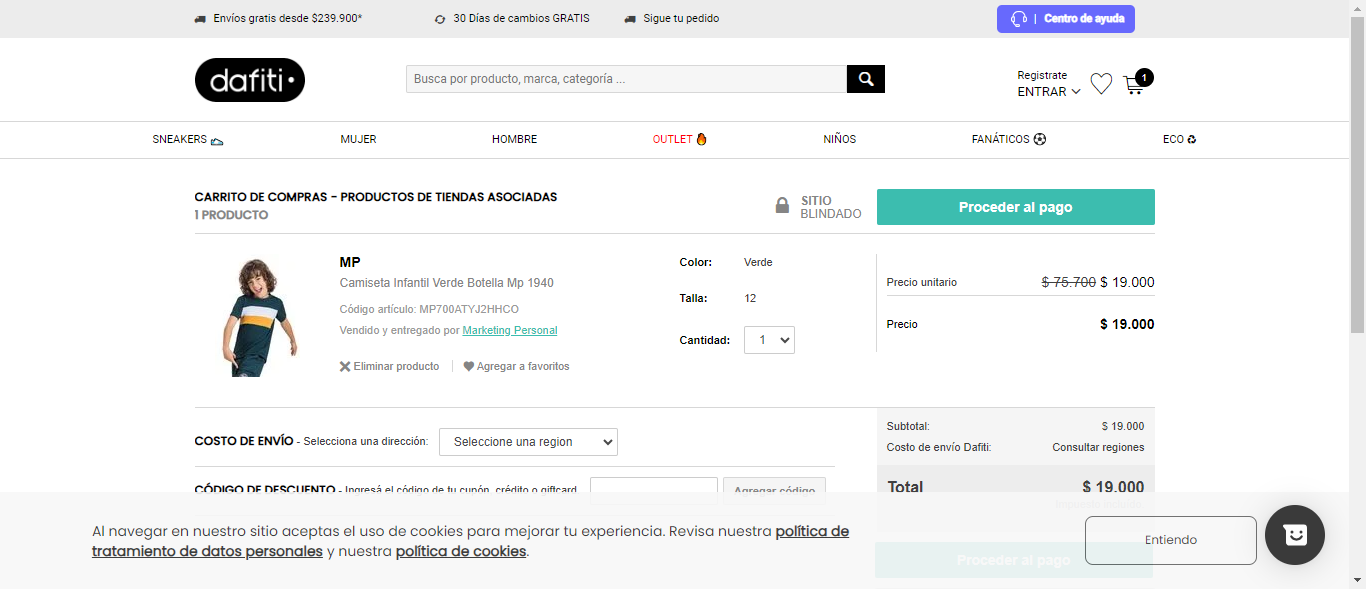 Envíos gratis desde $239.900*
30 Días de cambios GRATIS
Sigue tu pedido
| Centro de ayuda
dafiti
Busca por producto, marca, categoría ...
Registrate
ENTRAR
1
SNEAKERS
MUJER
HOMBRE
OUTLET
NIÑOS
FANÁTICOS
ECO
CARRITO DE COMPRAS - PRODUCTOS DE TIENDAS ASOCIADAS
1 PRODUCTO
SITIO
BLINDADO
Proceder al pago
MP
Camiseta Infantil Verde Botella Mp 1940
Código artículo: MP700ATYJ2HHCO
Vendido y entregado por Marketing Personal
Eliminar producto
Agregar a favoritos
Color: Verde
Talla: 12
Cantidad: 1
Precio unitario $ 75.700 $ 19.000
Precio $ 19.000
COSTO DE ENVÍO - Selecciona una dirección: Seleccione una region
Subtotal: $ 19.000
Costo de envío Dafiti: Consultar regiones
CÓDIGO DE DESCUENTO - Ingresá el código de tu cupón, crédito o giftcard
Agregar código
Total $ 19.000
Al navegar en nuestro sitio aceptas el uso de cookies para mejorar tu experiencia. Revisa nuestra política de
tratamiento de datos personales y nuestra política de cookies.
Entiendo
Proceder al pago